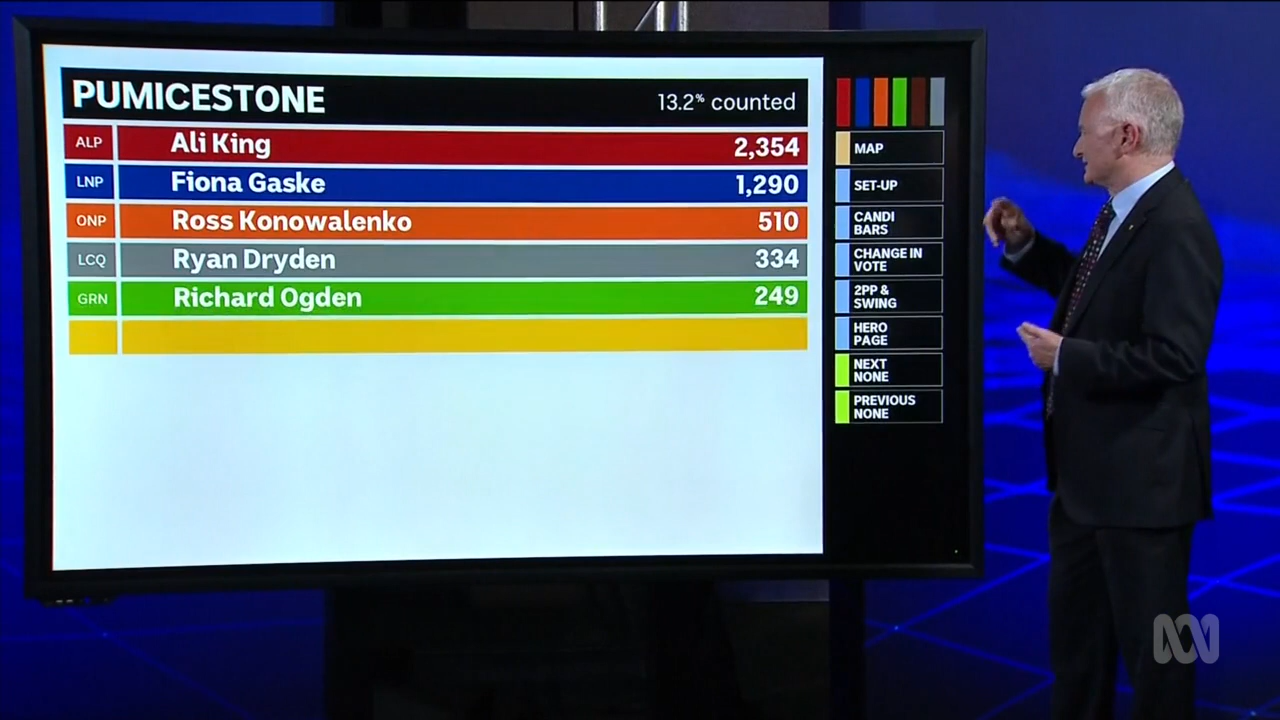 PUMICESTONE
13.2% counted
ALP Ali King 2,354
LNP Fiona Gaske 1,290
ONP Ross Konowalenko 510
LCQ Ryan Dryden 334
GRN Richard Ogden 249
MAP
SET-UP
CANDI
BARS
CHANGE IN
VOTE
2PP &
SWING
HERO
PAGE
NEXT
NONE
PREVIOUS
NONE